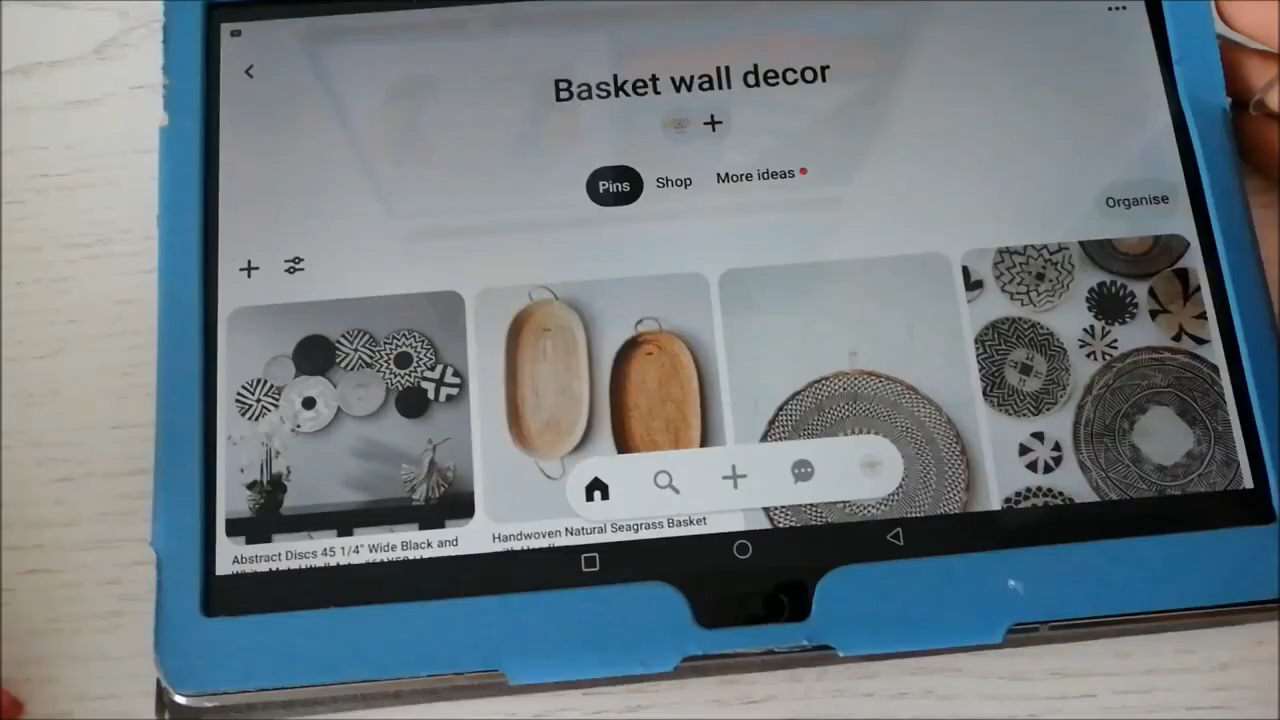 Basket wall decor
Pins Shop More ideas
Organise
Abstract Discs 45 1/4" Wide Black and
Handwoven Natural Seagrass Basket